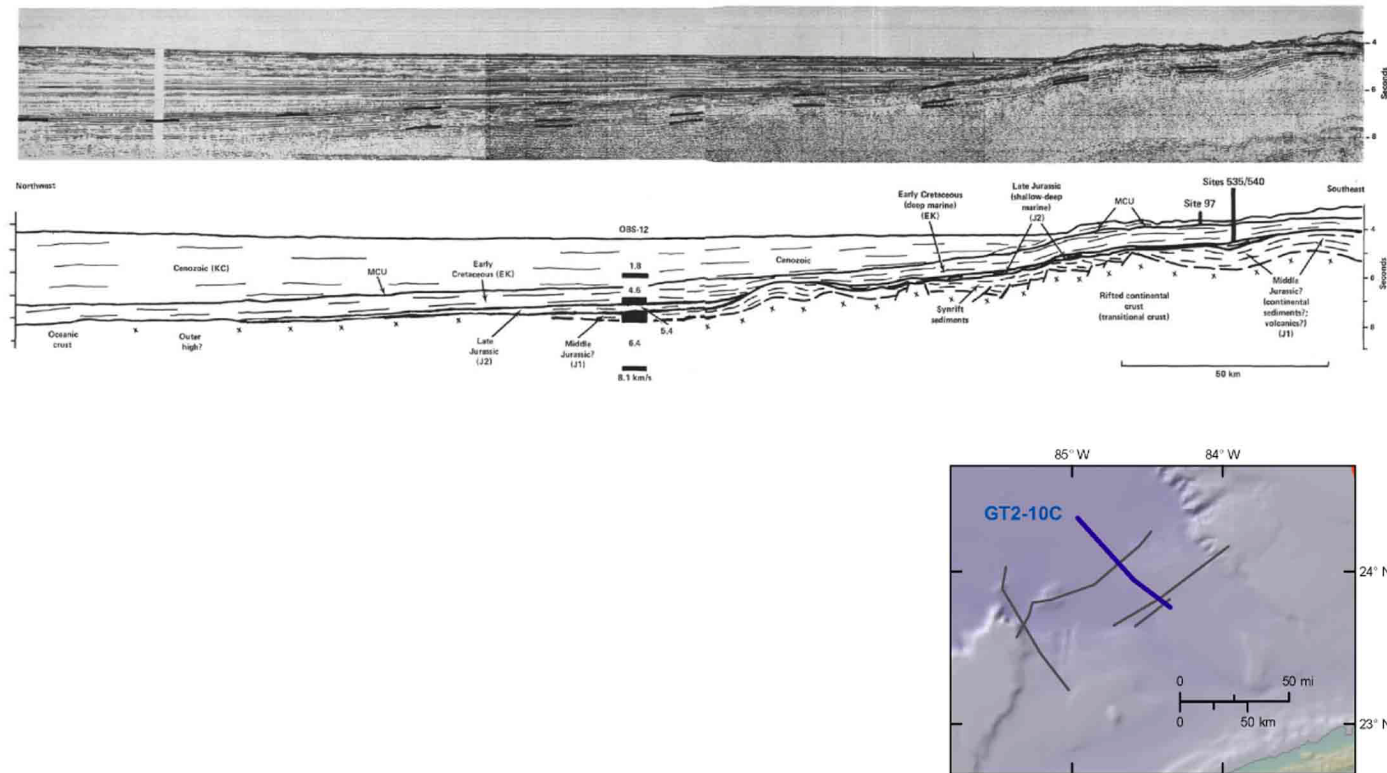 4
6
8
Seconds
Northwest
Southeast
Sites 535/540
Site 97
MCU
Late Jurassic
(shallow-deep
marine)
(J2)
Early Cretaceous
(deep marine)
(EK)
OBS-12
Cenozoic (KC)
MCU
Early
Cretaceous (EK)
1.8
4.6
5.4
6.4
8.1 km/s
Cenozoic
4
6
8
Seconds
Oceanic
crust
Outer
high?
Late
Jurassic
(J2)
Middle
Jurassic?
(J1)
Synrift
sediments
Rifted continental
crust
(transitional crust)
Middle
Jurassic?
(continental
sediments?;
volcanics?)
(J1)
50 km
85° W
84° W
GT2-10C
24° N
0
50 mi
0
50 km
23° N